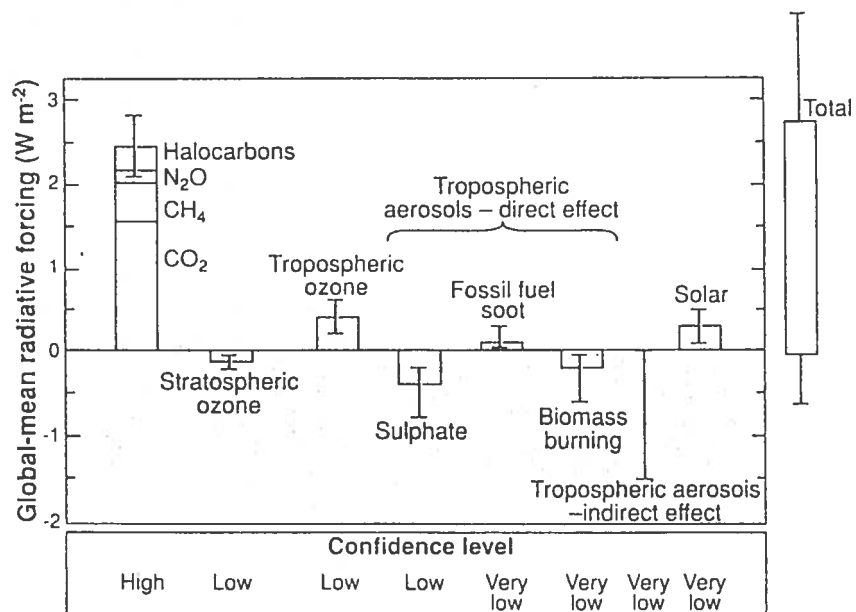 Global-mean radiative forcing (W m-2)
3
2
1
0
-1
-2
Halocarbons
N2O
CH4
CO2
Total
Tropospheric
aerosols – direct effect
Tropospheric
ozone
Fossil fuel
soot
Solar
Stratospheric
ozone
Sulphate
Biomass
burning
Tropospheric aerosois
–indirect effect
Confidence level
High
Low
Low
Low
Very
low
Very
low
Very
low
Very
low